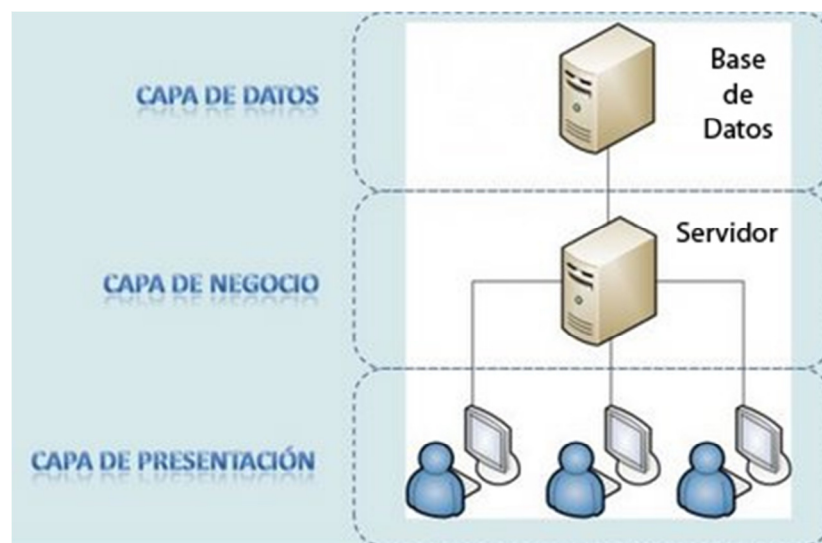 CAPA DE DATOS
Base
de
Datos
CAPA DE NEGOCIO
Servidor
CAPA DE PRESENTACIÓN